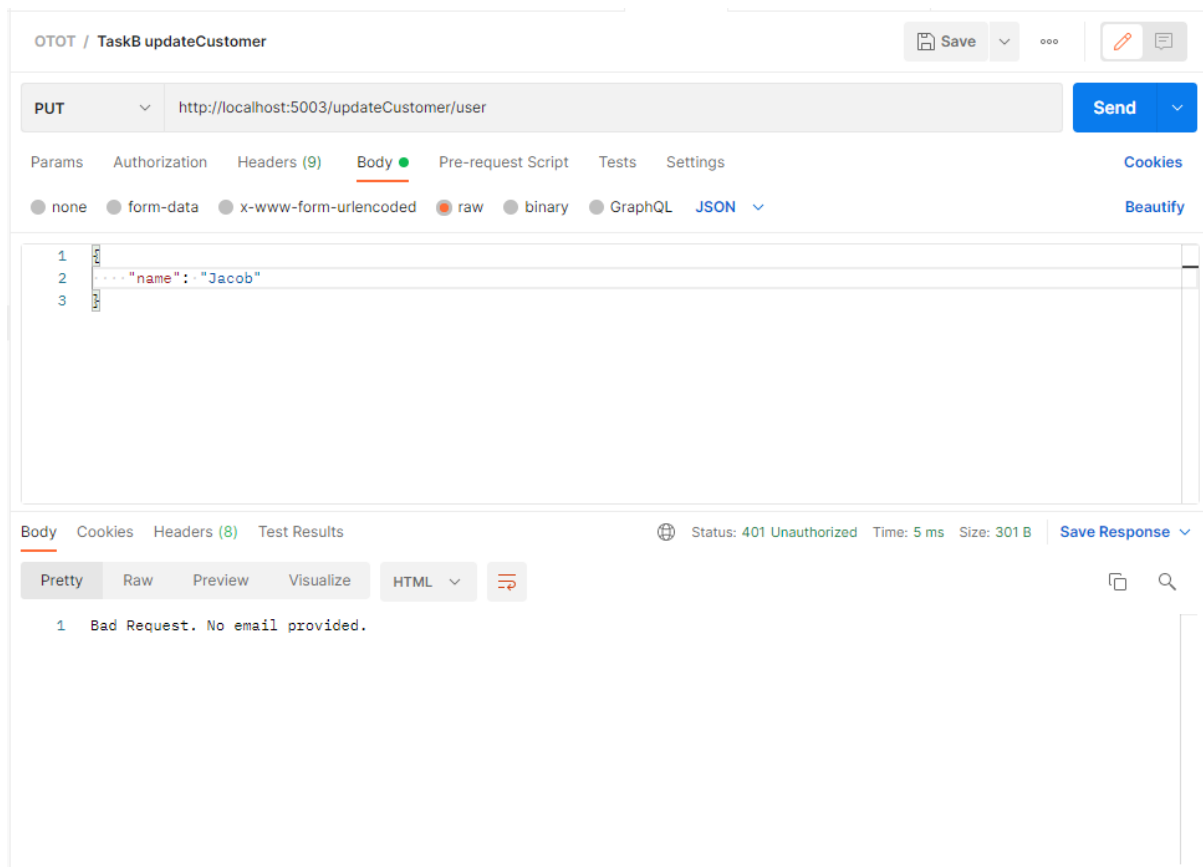 OTOT / TaskB updateCustomer Save ooo
PUT http://localhost:5003/updateCustomer/user Send
Params Authorization Headers (9) Body Pre-request Script Tests Settings Cookies
none form-data x-www-form-urlencoded raw binary GraphQL JSON Beautify
1 {
2 "name": "Jacob"
3 }
Body Cookies Headers (8) Test Results Status: 401 Unauthorized Time: 5 ms Size: 301 B Save Response
Pretty Raw Preview Visualize HTML
1 Bad Request. No email provided.